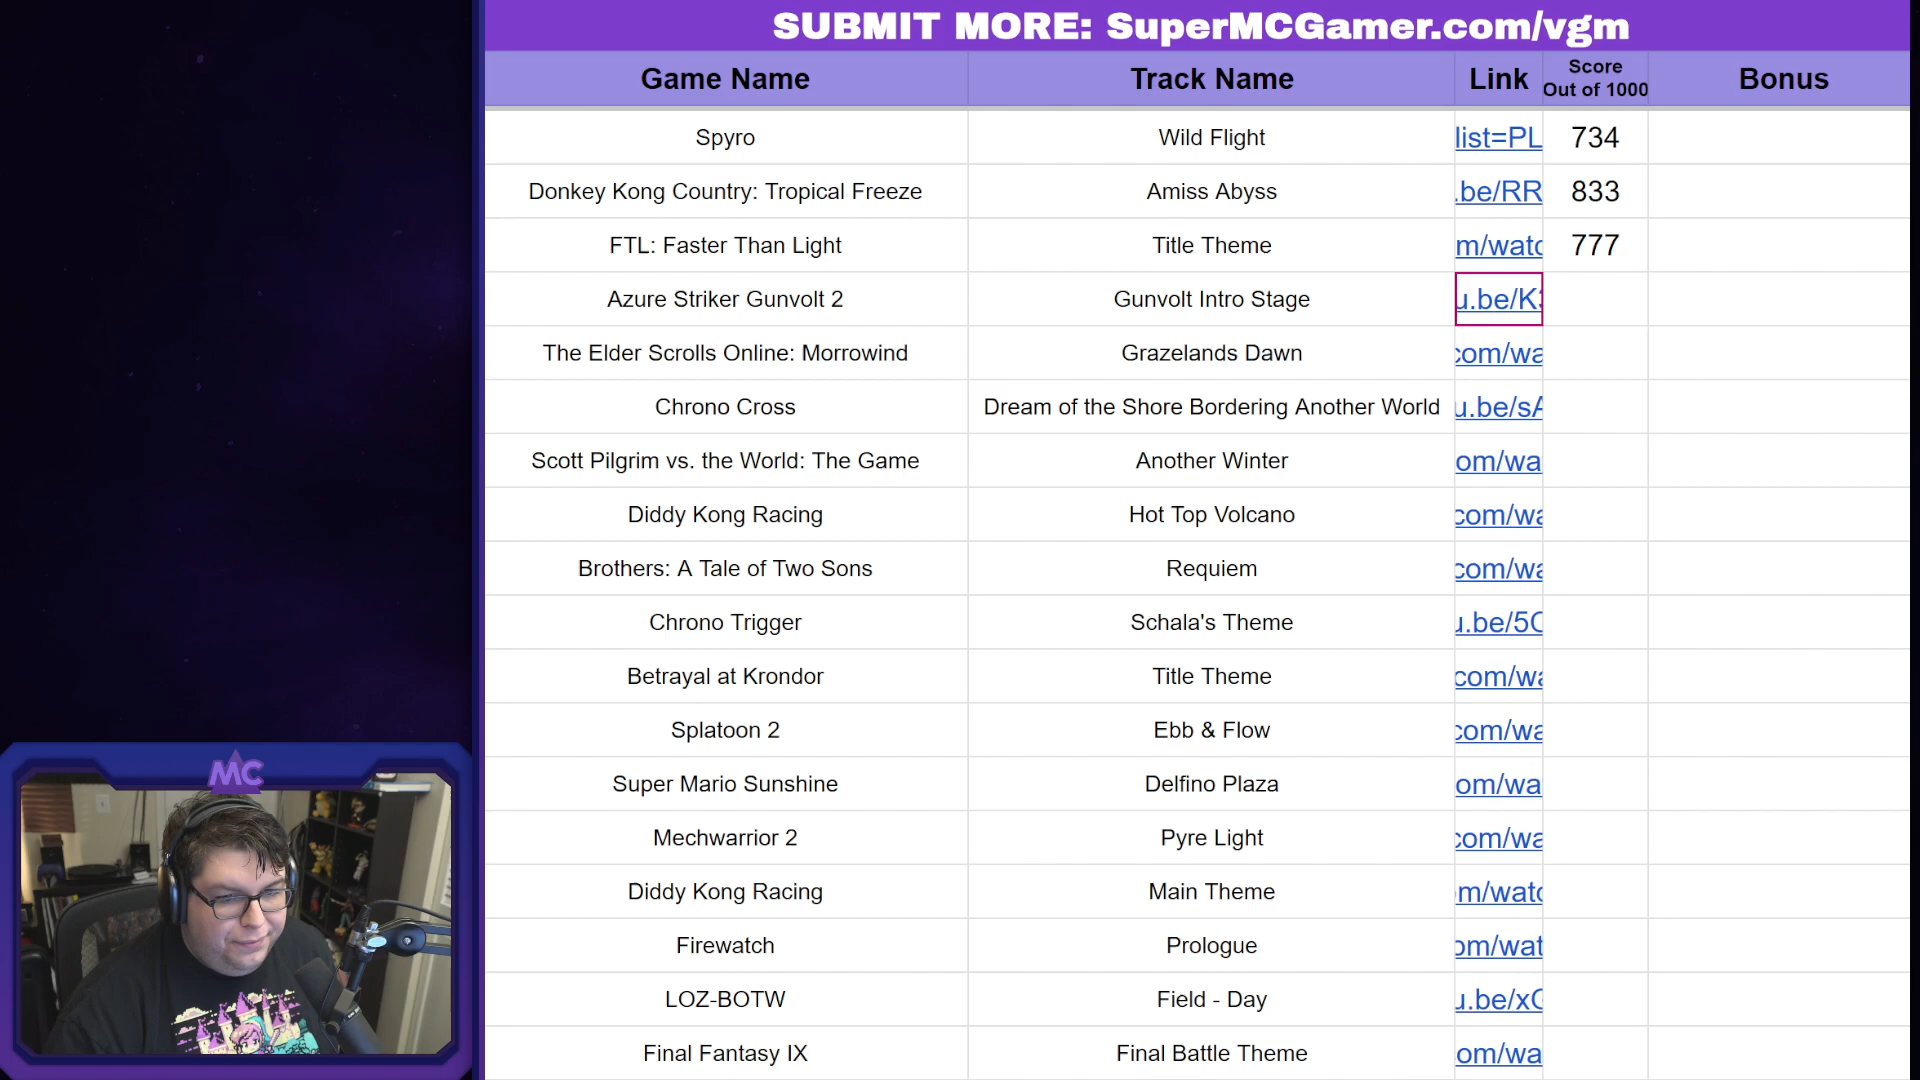 SUBMIT MORE: SuperMCGamer.com/vgm
Game Name Track Name Link Score Out of 1000 Bonus
Spyro Wild Flight list=PL 734
Donkey Kong Country: Tropical Freeze Amiss Abyss .be/RR 833
FTL: Faster Than Light Title Theme m/watc 777
Azure Striker Gunvolt 2 Gunvolt Intro Stage u.be/K3
The Elder Scrolls Online: Morrowind Grazelands Dawn com/wa
Chrono Cross Dream of the Shore Bordering Another World u.be/sA
Scott Pilgrim vs. the World: The Game Another Winter om/wa
Diddy Kong Racing Hot Top Volcano com/wa
Brothers: A Tale of Two Sons Requiem com/wa
Chrono Trigger Schala's Theme u.be/5
Betrayal at Krondor Title Theme com/wa
Splatoon 2 Ebb & Flow com/wa
Super Mario Sunshine Delfino Plaza om/wa
Mechwarrior 2 Pyre Light com/wa
Diddy Kong Racing Main Theme m/watc
Firewatch Prologue om/wat
LOZ-BOTW Field - Day u.be/x
Final Fantasy IX Final Battle Theme om/wa
MC